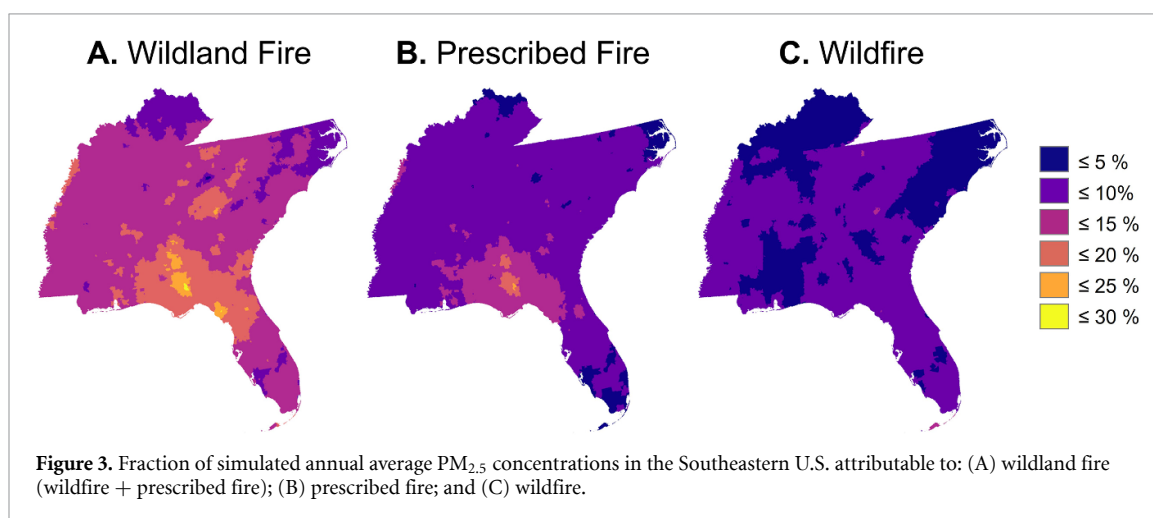 A. Wildland Fire
B. Prescribed Fire
C. Wildfire
≤ 5 %
≤ 10%
≤ 15 %
≤ 20 %
≤ 25 %
≤ 30 %
Figure 3. Fraction of simulated annual average PM₂.₅ concentrations in the Southeastern U.S. attributable to: (A) wildland fire
(wildfire + prescribed fire); (B) prescribed fire; and (C) wildfire.